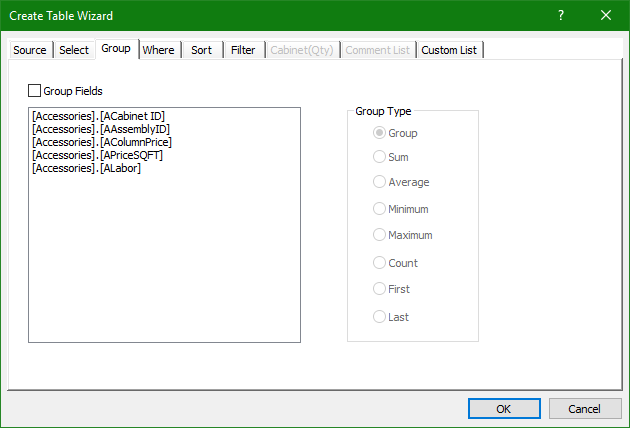 Create Table Wizard ?
Source Select Group Where Sort Filter Cabinet(Qty) Comment List Custom List
Group Fields
[Accessories].[ACabinet ID]
[Accessories].[AAssemblyID]
[Accessories].[AColumnPrice]
[Accessories].[APriceSQFT]
[Accessories].[ALabor]
Group Type
Group
Sum
Average
Minimum
Maximum
Count
First
Last
OK Cancel